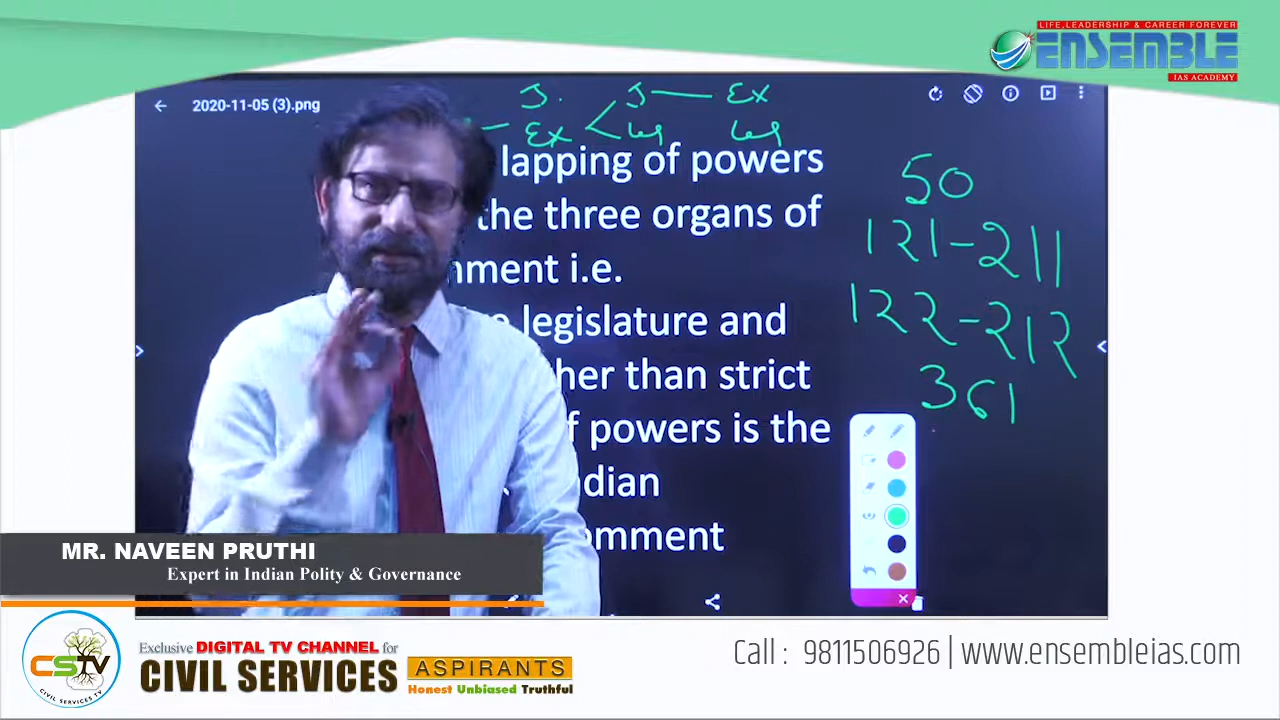 LIFE,LEADERSHIP & CAREER FOREVER
ENSEMBLE
IAS ACADEMY
2020-11-05 (3).png
J. J — Ex
Ex < Leg Leg
lapping of powers
the three organs of
nment i.e.
legislature and
her than strict
f powers is the
ndian
omment
50
121-211
122-212
361
MR. NAVEEN PRUTHI
Expert in Indian Polity & Governance
CSTV
CIVIL SERVICES TV
Exclusive DIGITAL TV CHANNEL for
CIVIL SERVICES ASPIRANTS
Honest Unbiased Truthful
Call : 9811506926 | www.ensembleias.com